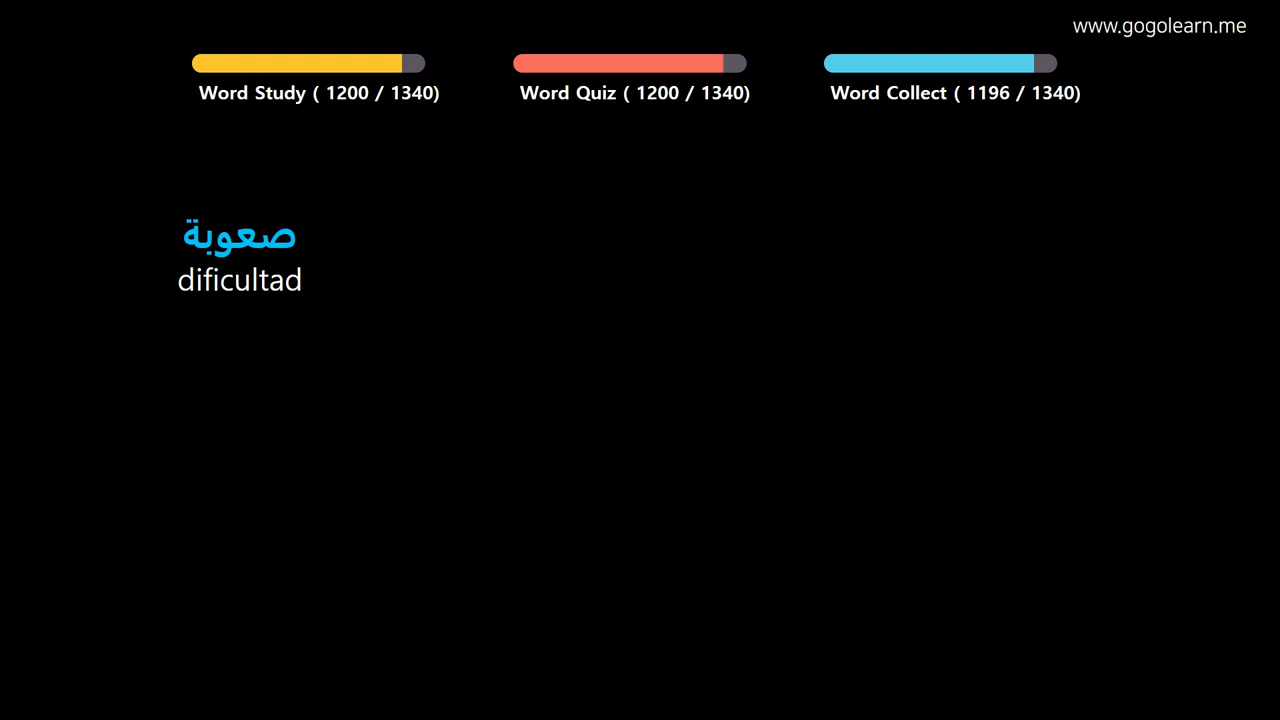 www.gogolearn.me
Word Study ( 1200 / 1340)
Word Quiz ( 1200 / 1340)
Word Collect ( 1196 / 1340)
صعوبة
dificultad